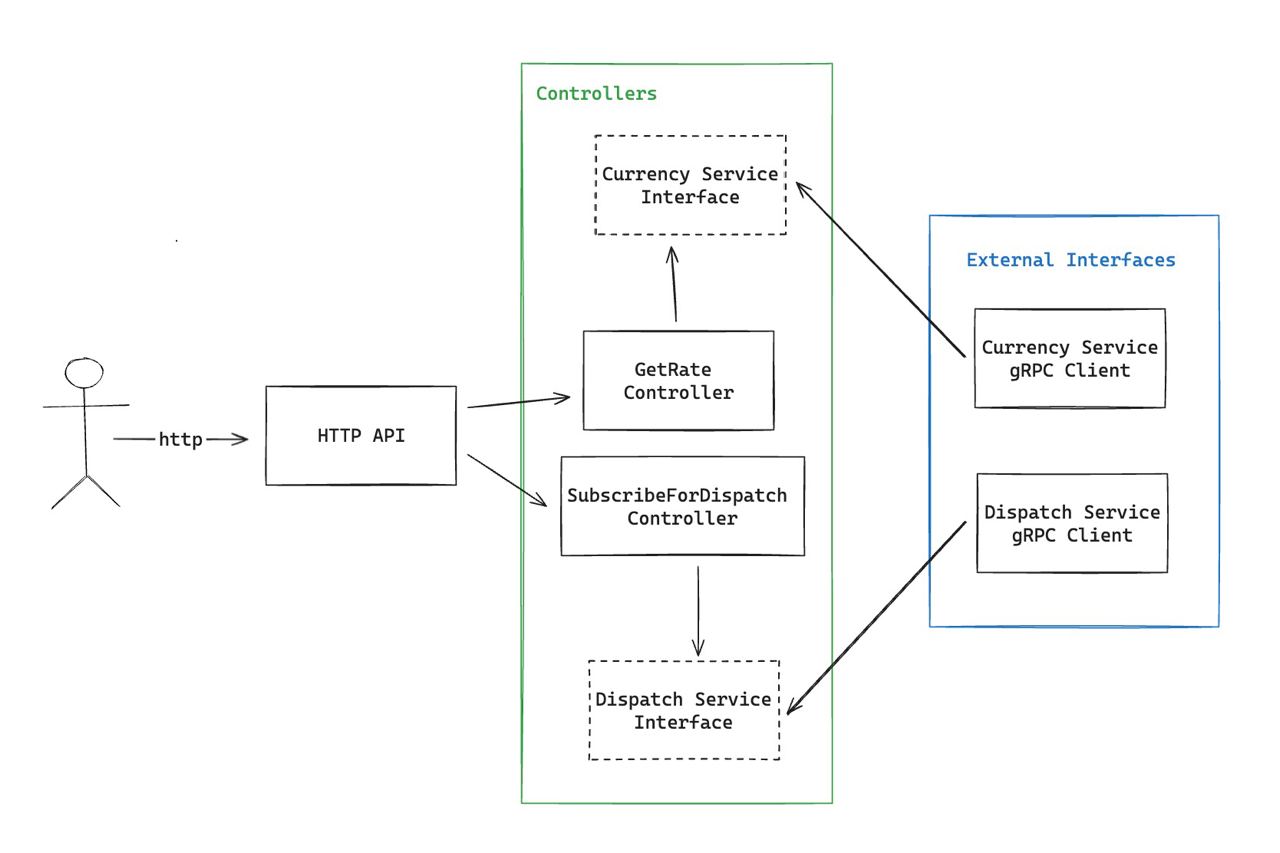 Controllers
Currency Service
Interface
External Interfaces
Currency Service
gRPC Client
GetRate
Controller
http
HTTP API
SubscribeForDispatch
Controller
Dispatch Service
gRPC Client
Dispatch Service
Interface